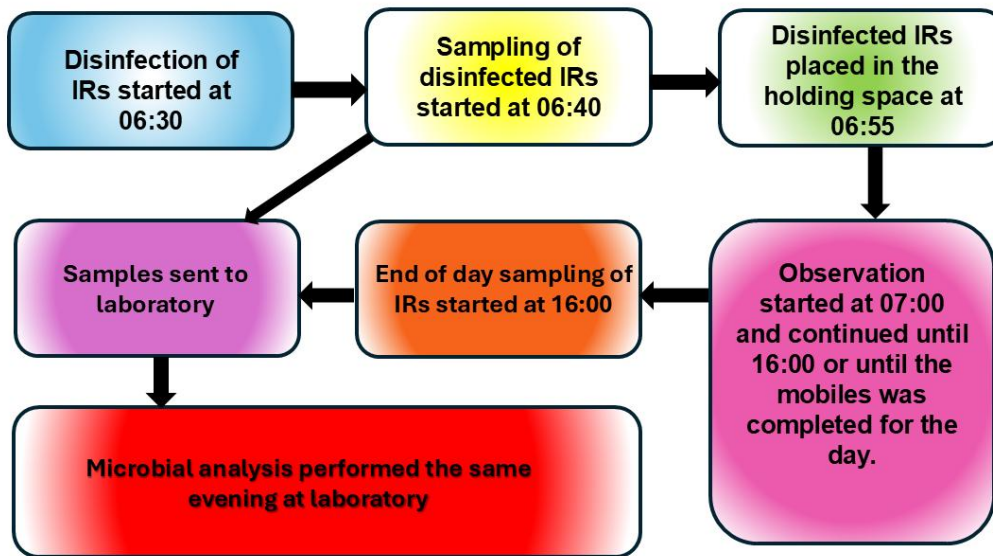 Disinfection of
IRs started at
06:30
Sampling of
disinfected IRs
started at 06:40
Disinfected IRs
placed in the
holding space at
06:55
Samples sent to
laboratory
End of day sampling of
IRs started at 16:00
Observation
started at 07:00
and continued until
16:00 or until the
mobiles was
completed for the
day.
Microbial analysis performed the same
evening at laboratory